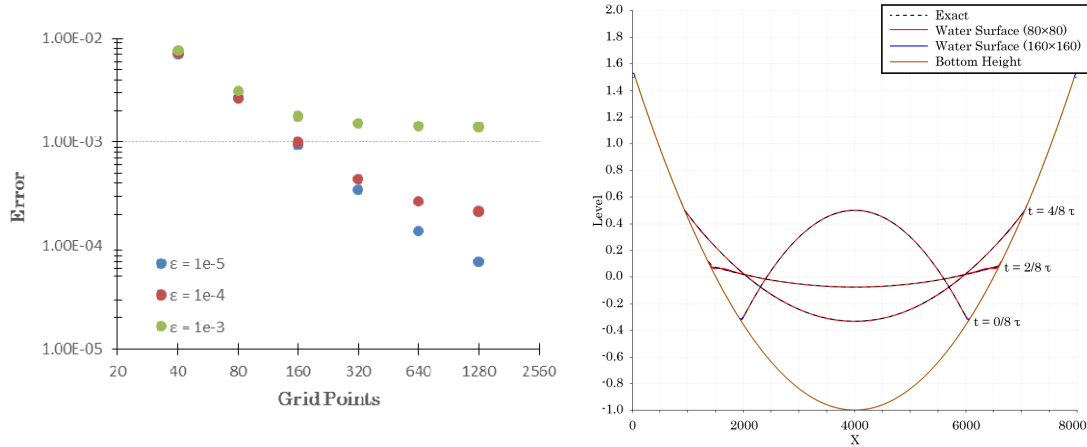 1.00E-02
1.00E-03
1.00E-04
1.00E-05
Error
ε = 1e-5
ε = 1e-4
ε = 1e-3
20 40 80 160 320 640 1280 2560
Grid Points
2.0
1.8
1.6
1.4
1.2
1.0
0.8
0.6
0.4
0.2
0.0
-0.2
-0.4
-0.6
-0.8
-1.0
Level
Exact
Water Surface (80×80)
Water Surface (160×160)
Bottom Height
t = 4/8 τ
t = 2/8 τ
t = 0/8 τ
0 2000 4000 6000 8000
X